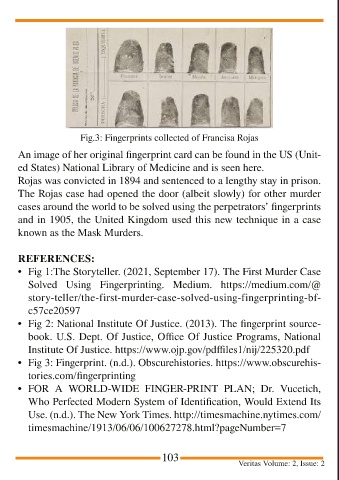 Fig.3: Fingerprints collected of Francisa Rojas
An image of her original fingerprint card can be found in the US (Unit-
ed States) National Library of Medicine and is seen here.
Rojas was convicted in 1894 and sentenced to a lengthy stay in prison.
The Rojas case had opened the door (albeit slowly) for other murder
cases around the world to be solved using the perpetrators' fingerprints
and in 1905, the United Kingdom used this new technique in a case
known as the Mask Murders.
REFERENCES:
• Fig 1:The Storyteller. (2021, September 17). The First Murder Case
Solved Using Fingerprinting. Medium. https://medium.com/@
story-teller/the-first-murder-case-solved-using-fingerprinting-bf-
c57ce20597
• Fig 2: National Institute Of Justice. (2013). The fingerprint source-
book. U.S. Dept. Of Justice, Office Of Justice Programs, National
Institute Of Justice. https://www.ojp.gov/pdffiles1/nij/225320.pdf
• Fig 3: Fingerprint. (n.d.). Obscurehistories. https://www.obscurehis-
tories.com/fingerprinting
• FOR A WORLD-WIDE FINGER-PRINT PLAN; Dr. Vucetich,
Who Perfected Modern System of Identification, Would Extend Its
Use. (n.d.). The New York Times. http://timesmachine.nytimes.com/
timesmachine/1913/06/06/100627278.html?pageNumber=7
103
Veritas Volume: 2, Issue: 2